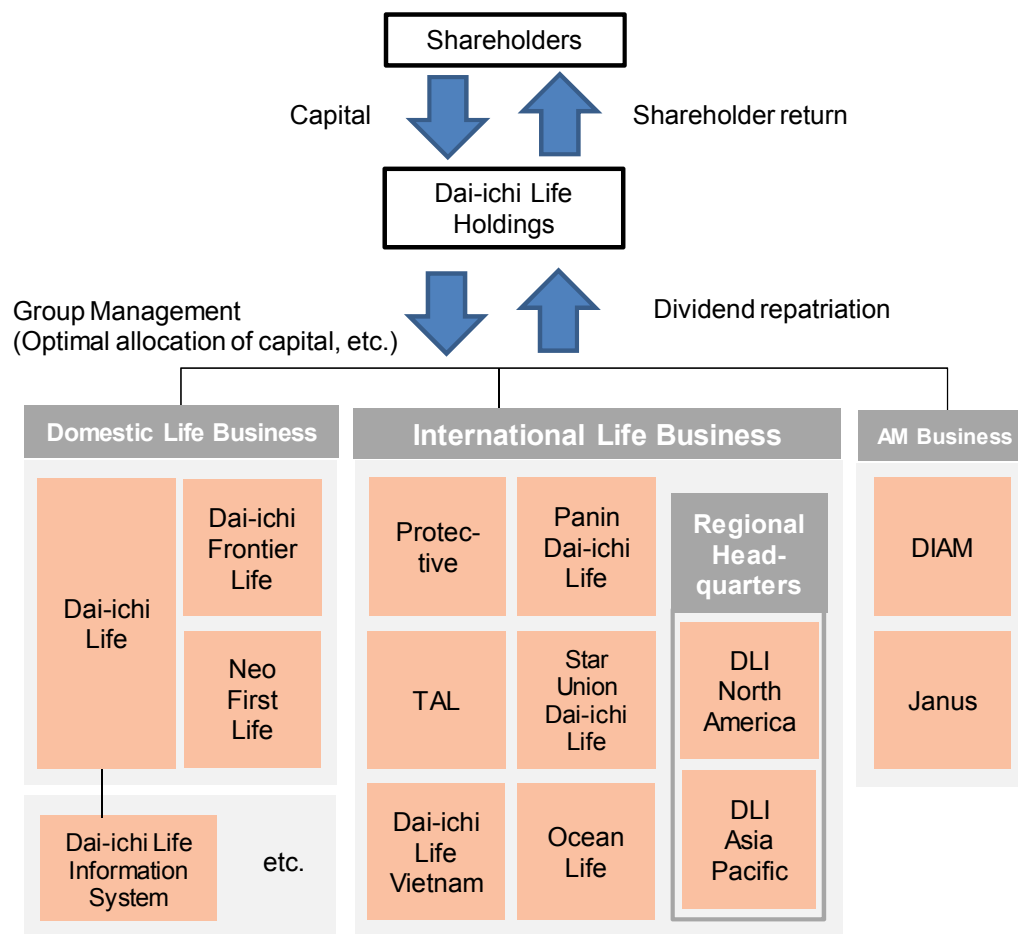 Shareholders
Capital
Shareholder return
Dai-ichi Life
Holdings
Group Management
(Optimal allocation of capital, etc.)
Dividend repatriation
Domestic Life Business
Dai-ichi
Life
Dai-ichi
Frontier
Life
Neo
First
Life
Dai-ichi Life
Information
System
etc.
International Life Business
Protec-
tive
Panin
Dai-ichi
Life
TAL
Star
Union
Dai-ichi
Life
Dai-ichi
Life
Vietnam
Ocean
Life
Regional
Head-
quarters
DLI
North
America
DLI
Asia
Pacific
AM Business
DIAM
Janus